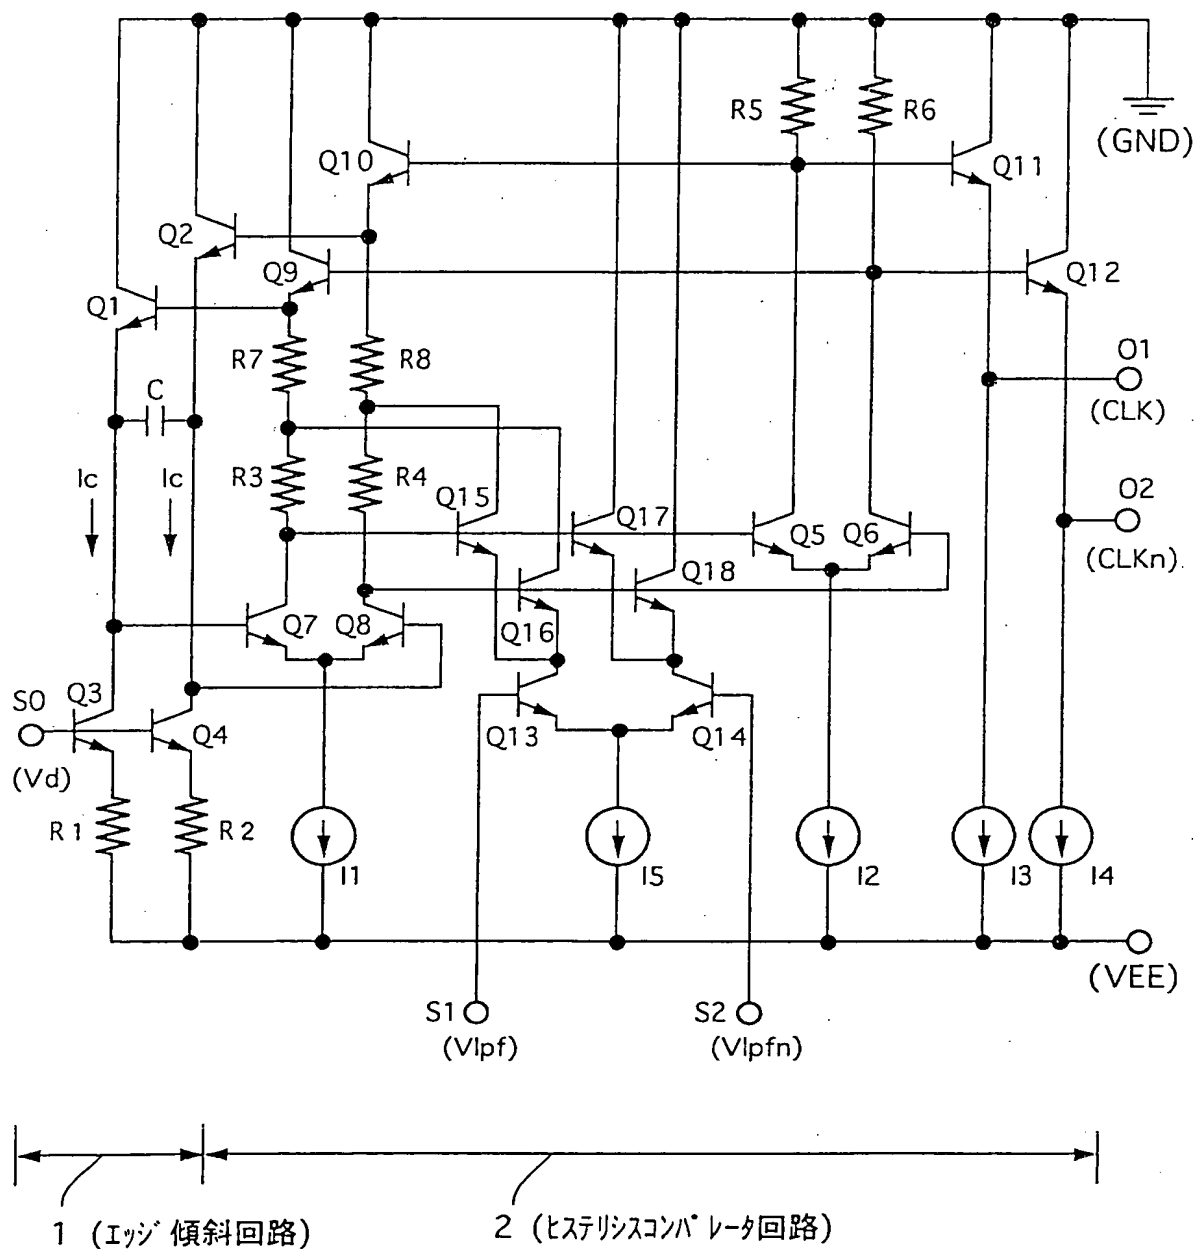 R5
R6
(GND)
Q10
Q11
Q2
Q9
Q12
Q1
R7
R8
O1
(CLK)
C
Ic
Ic
R3
R4
Q15
Q17
Q5
Q6
O2
(CLKn)
Q18
Q7
Q8
Q16
S0
(Vd)
Q3
Q4
Q13
Q14
R1
R2
I1
I5
I2
I3
I4
(VEE)
S1
(Vlpf)
S2
(Vlpfn)
1 (エッジ傾斜回路)
2 (ヒステリシスコンパレータ回路)